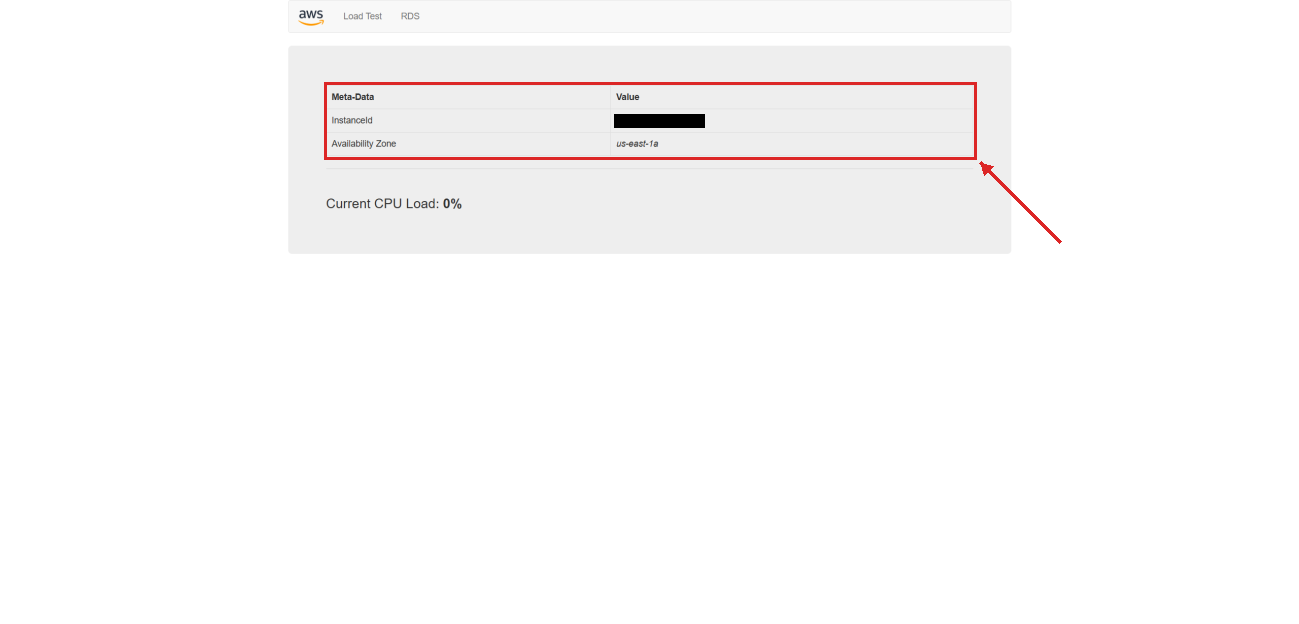 aws Load Test RDS
Meta-Data Value
InstanceId
Availability Zone us-east-1a
Current CPU Load: 0%